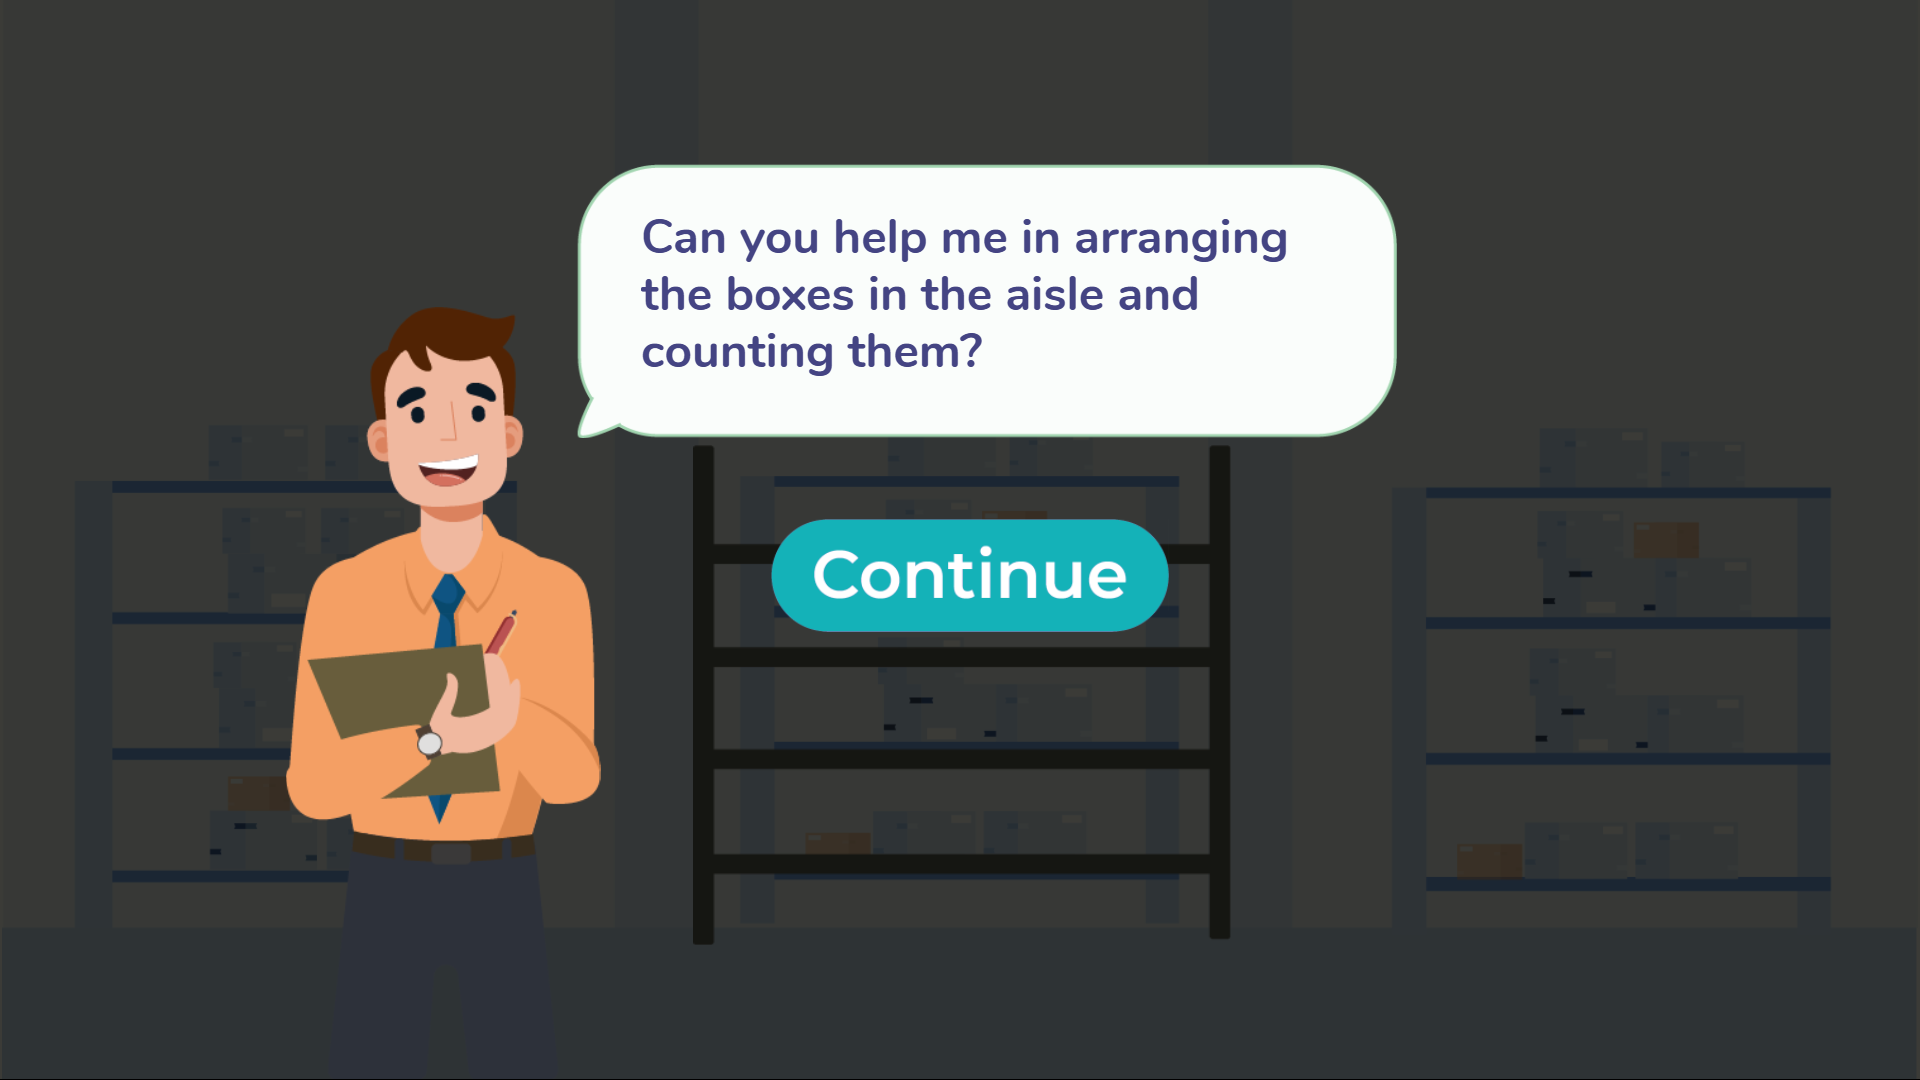 Can you help me in arranging
the boxes in the aisle and
counting them?
Continue